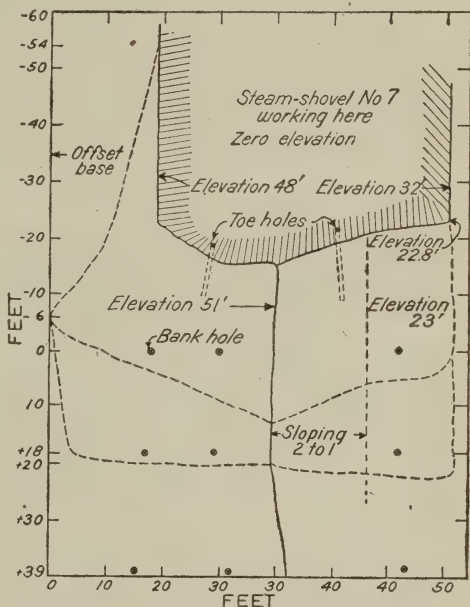 -60
-54
-50
-40
-30
-20
-10
-6
0
10
+18
+20
+30
+39
FEET
Steam-shovel No 7
working here
Zero elevation
Offset
base
Elevation 48'
Elevation 32'
Toe holes
Elevation
22.8'
Elevation 51'
Elevation
23'
Bank hole
Sloping
2 to 1
0
10
20
30
40
50
FEET